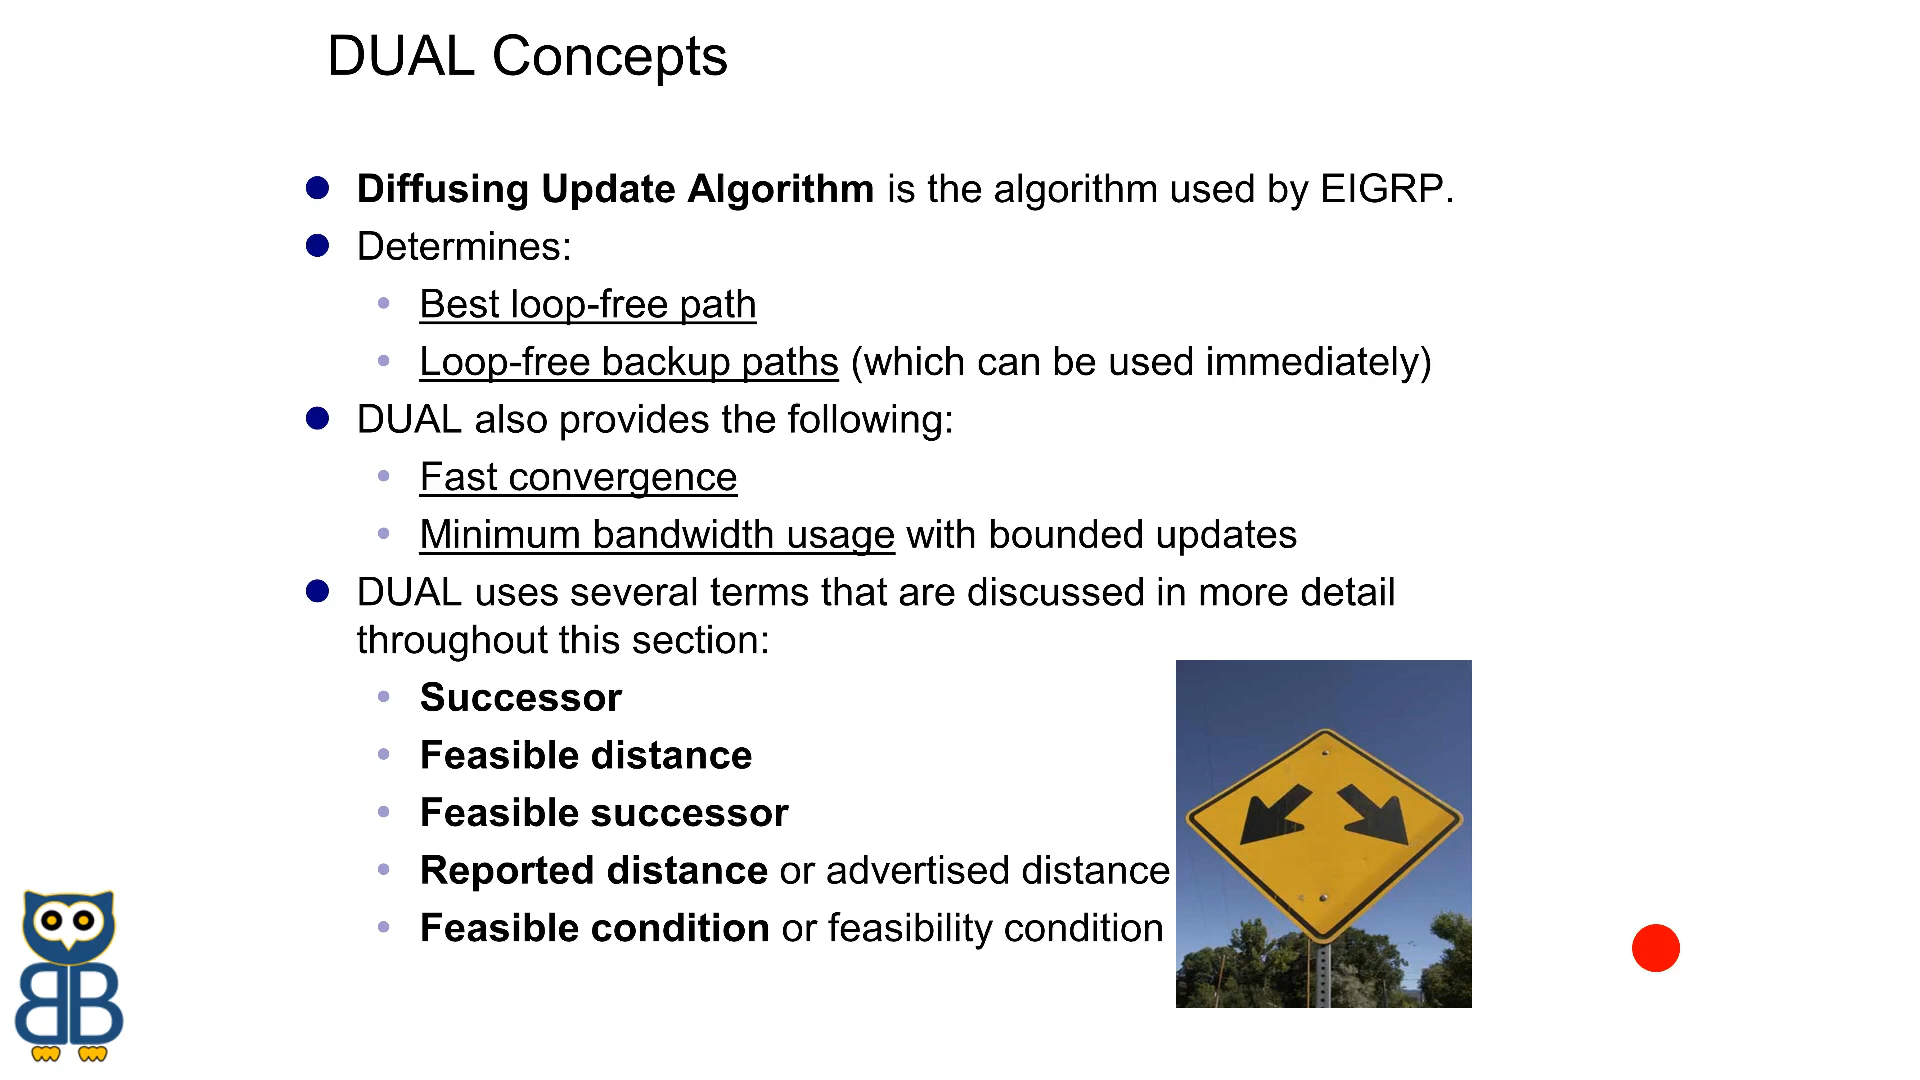 DUAL Concepts
Diffusing Update Algorithm is the algorithm used by EIGRP.
Determines:
Best loop-free path
Loop-free backup paths (which can be used immediately)
DUAL also provides the following:
Fast convergence
Minimum bandwidth usage with bounded updates
DUAL uses several terms that are discussed in more detail
throughout this section:
Successor
Feasible distance
Feasible successor
Reported distance or advertised distance
Feasible condition or feasibility condition
BB